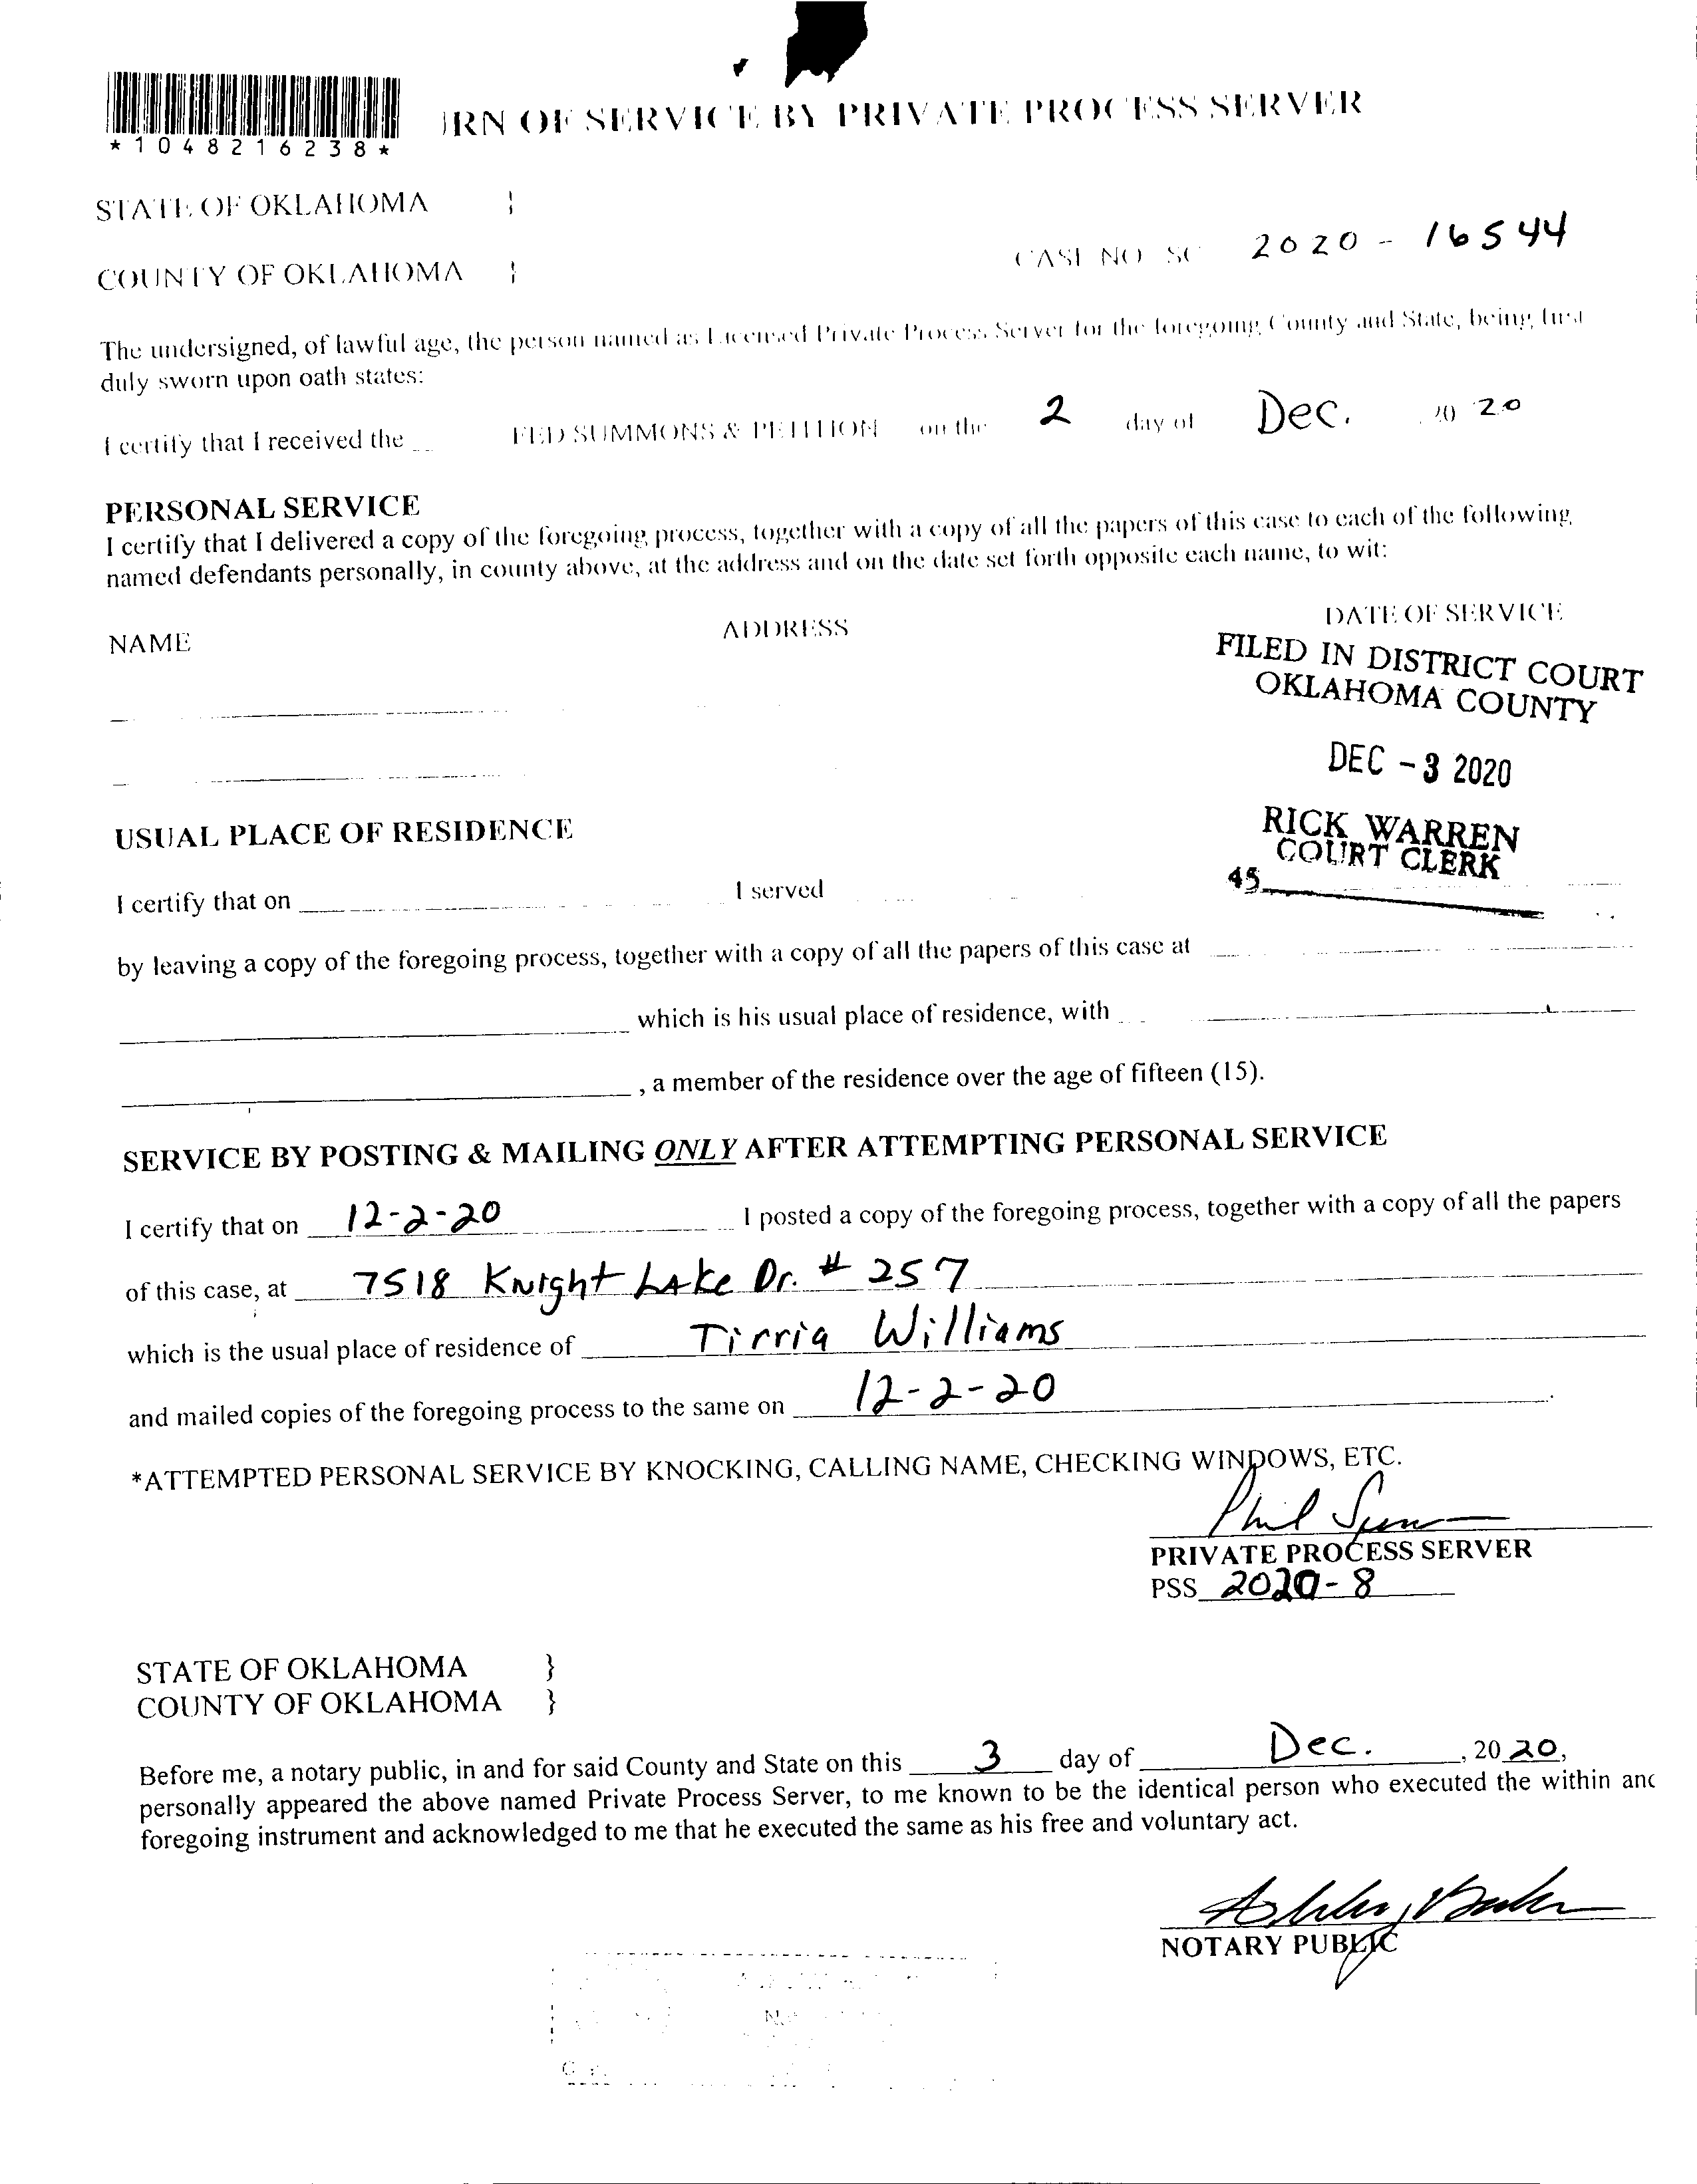 *1048216238*
RN OF SERVICE BY PRIVATE PROCESS SERVER
STATE OF OKLAHOMA }
CASE NO SC 2020 - 16544
COUNTY OF OKLAHOMA }
The undersigned, of lawful age, the person named as Licensed Private Process Server for the foregoing County and State, being first
duly sworn upon oath states:
I certify that I received the FED SUMMONS & PETITION on the 2 day of Dec. 20 20
PERSONAL SERVICE
I certify that I delivered a copy of the foregoing process, together with a copy of all the papers of this case to each of the following
named defendants personally, in county above, at the address and on the date set forth opposite each name, to wit:
NAME ADDRESS DATE OF SERVICE
FILED IN DISTRICT COURT
OKLAHOMA COUNTY
DEC - 3 2020
RICK WARREN
COURT CLERK
45
USUAL PLACE OF RESIDENCE
I certify that on I served
by leaving a copy of the foregoing process, together with a copy of all the papers of this case at
which is his usual place of residence, with
, a member of the residence over the age of fifteen (15).
SERVICE BY POSTING & MAILING ONLY AFTER ATTEMPTING PERSONAL SERVICE
I certify that on 12-2-20 I posted a copy of the foregoing process, together with a copy of all the papers
of this case, at 7518 Knight Lake Dr. # 257
which is the usual place of residence of Tirria Williams
and mailed copies of the foregoing process to the same on 12-2-20.
*ATTEMPTED PERSONAL SERVICE BY KNOCKING, CALLING NAME, CHECKING WINDOWS, ETC.
Phil
PRIVATE PROCESS SERVER
PSS 2020-8
STATE OF OKLAHOMA }
COUNTY OF OKLAHOMA }
Before me, a notary public, in and for said County and State on this 3 day of Dec., 20 20,
personally appeared the above named Private Process Server, to me known to be the identical person who executed the within and
foregoing instrument and acknowledged to me that he executed the same as his free and voluntary act.
NOTARY PUBLIC